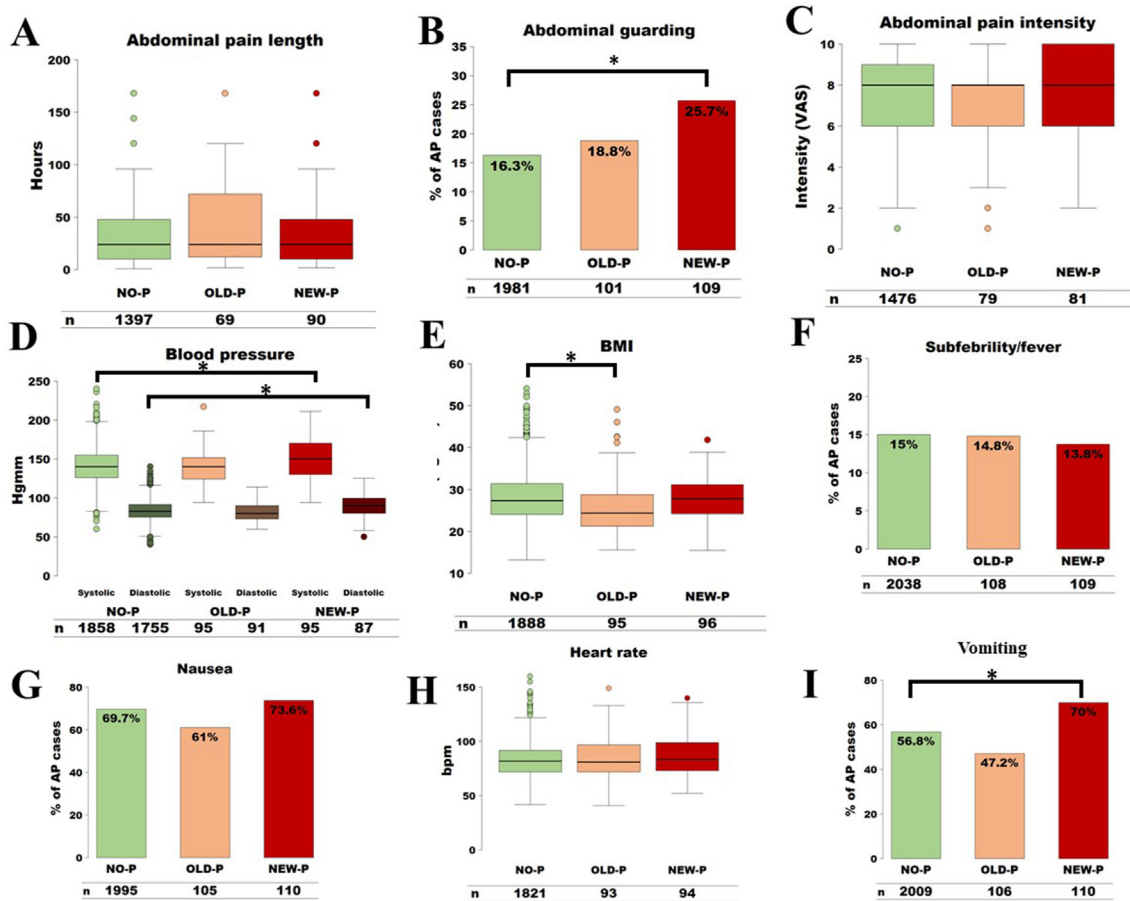 A
Abdominal pain length
200
150
100
50
0
Hours
NO-P OLD-P NEW-P
n 1397 69 90
B
Abdominal guarding
*
35
30
25
20
15
10
5
0
% of AP cases
16.3% 18.8% 25.7%
NO-P OLD-P NEW-P
n 1981 101 109
C
Abdominal pain intensity
10
8
6
4
2
0
Intensity (VAS)
NO-P OLD-P NEW-P
n 1476 79 81
D
Blood pressure
*
*
250
200
150
100
50
0
Hgmm
Systolic Diastolic Systolic Diastolic Systolic Diastolic
NO-P OLD-P NEW-P
n 1858 1755 95 91 95 87
E
BMI
*
60
50
40
30
20
10
NO-P OLD-P NEW-P
n 1888 95 96
F
Subfebrility/fever
25
20
15
10
5
0
% of AP cases
15% 14.8% 13.8%
NO-P OLD-P NEW-P
n 2038 108 109
G
Nausea
80
60
40
20
0
% of AP cases
69.7% 61% 73.6%
NO-P OLD-P NEW-P
n 1995 105 110
H
Heart rate
150
100
50
0
bpm
NO-P OLD-P NEW-P
n 1821 93 94
I
Vomiting
*
80
60
40
20
0
% of AP cases
56.8% 47.2% 70%
NO-P OLD-P NEW-P
n 2009 106 110